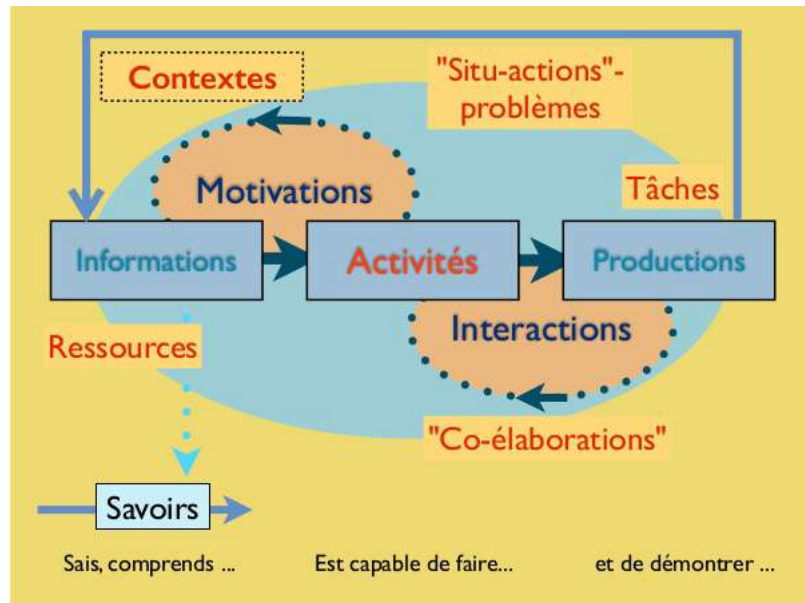 Contextes
"Situ-actions"-
problèmes
Motivations
Tâches
Informations
Activités
Productions
Ressources
Interactions
"Co-élaborations"
Savoirs
Sais, comprends ...
Est capable de faire...
et de démontrer ...